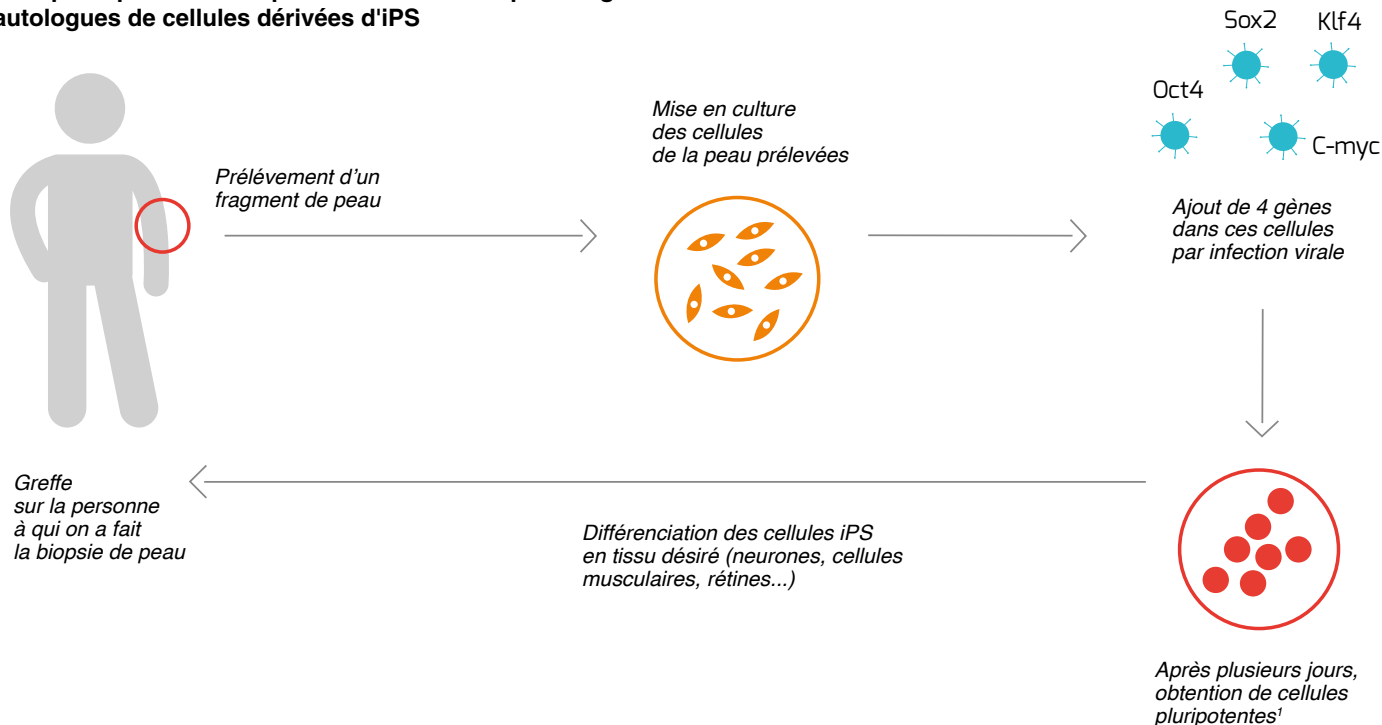 autologues de cellules dérivées d'iPS
Sox2
Klf4
Oct4
C-myc
Prélévement d’un
fragment de peau
Mise en culture
des cellules
de la peau prélevées
Ajout de 4 gènes
dans ces cellules
par infection virale
Greffe
sur la personne
à qui on a fait
la biopsie de peau
Différenciation des cellules iPS
en tissu désiré (neurones, cellules
musculaires, rétines...)
Après plusieurs jours,
obtention de cellules
pluripotentes¹